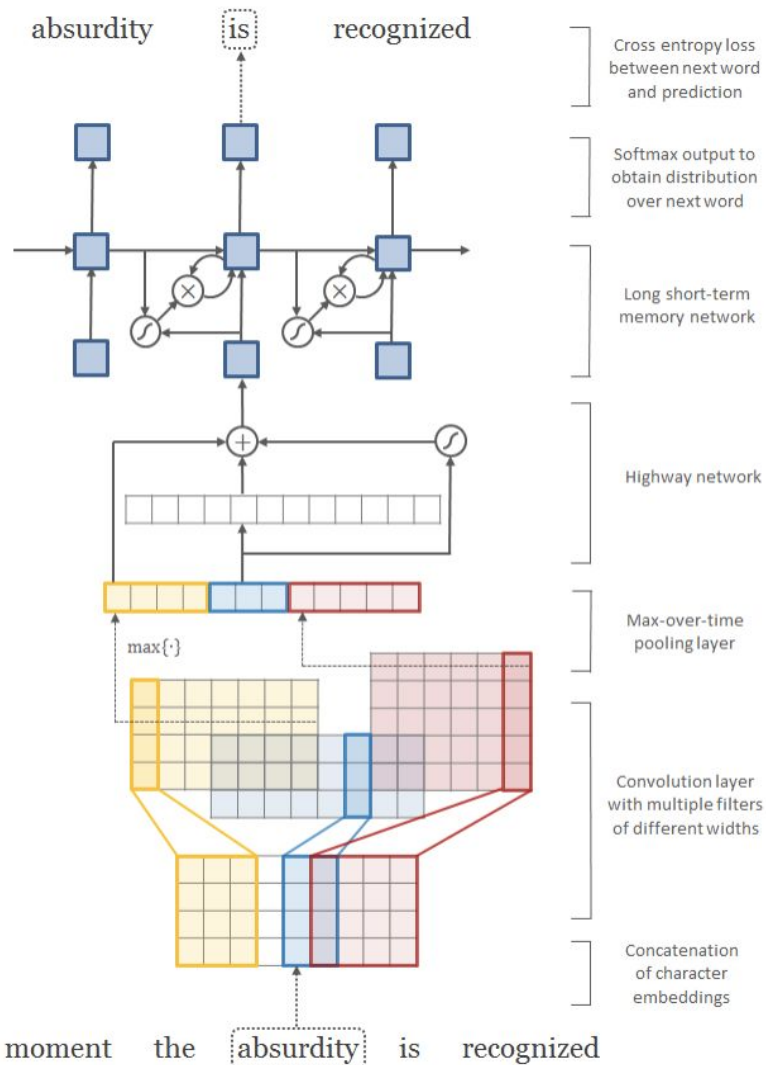 absurdity is recognized
Cross entropy loss
between next word
and prediction
Softmax output to
obtain distribution
over next word
Long short-term
memory network
Highway network
Max-over-time
pooling layer
max{·}
Convolution layer
with multiple filters
of different widths
Concatenation
of character
embeddings
moment the absurdity is recognized